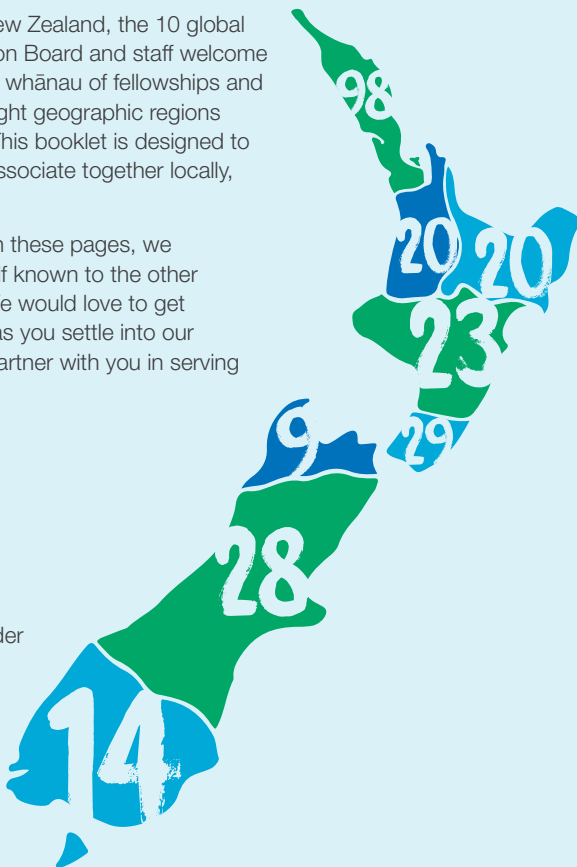 ew Zealand, the 10 global
on Board and staff welcome
whānau of fellowships and
ght geographic regions
his booklet is designed to
ssociate together locally,
n these pages, we
lf known to the other
e would love to get
as you settle into our
artner with you in serving
der
98
20
20
23
29
9
28
14